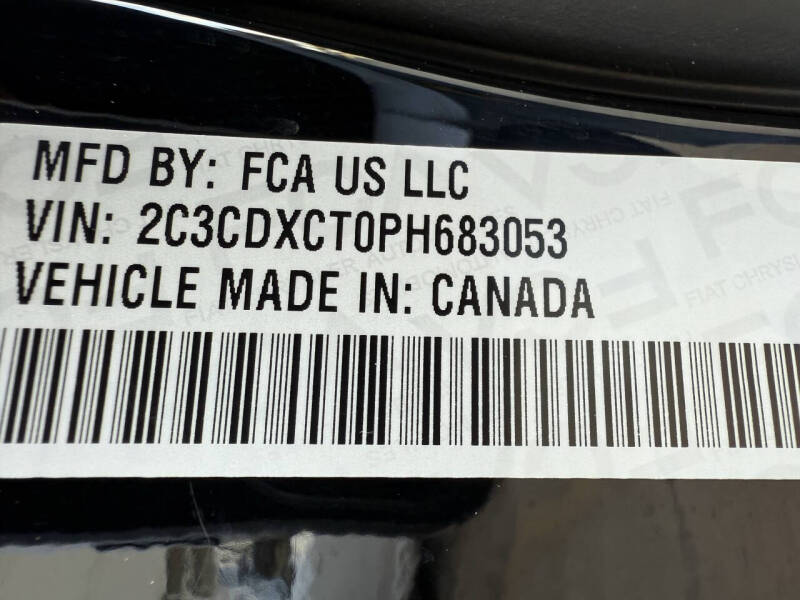 MFD BY: FCA US LLC
VIN: 2C3CDXCT0PH683053
VEHICLE MADE IN: CANADA